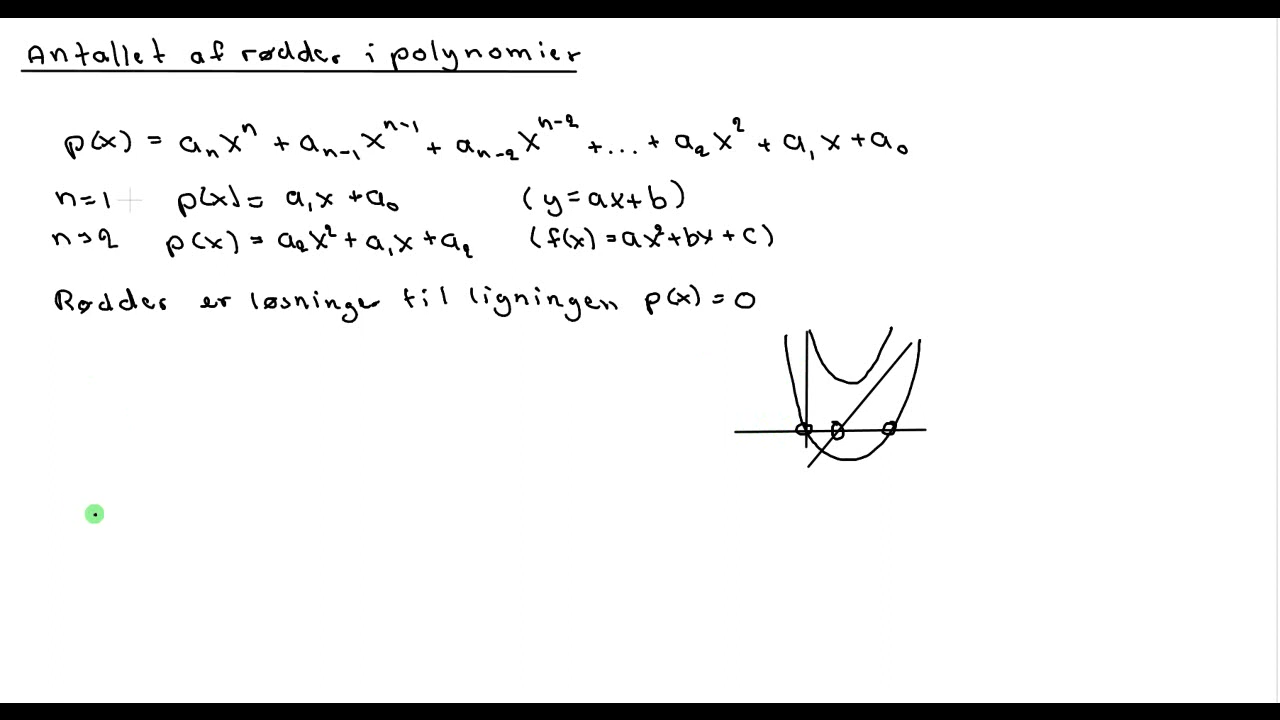 Antallet af rødder i polynomier
p(x) = aₙxⁿ + aₙ₋₁xⁿ⁻¹ + aₙ₋₂xⁿ⁻² + ... + a₂x² + a₁x + a₀
n=1 p(x) = a₁x + a₀ (y = ax + b)
n=2 p(x) = a₂x² + a₁x + a₂ (f(x) = ax² + bx + c)
Rødder er løsninger til ligningen p(x) = 0